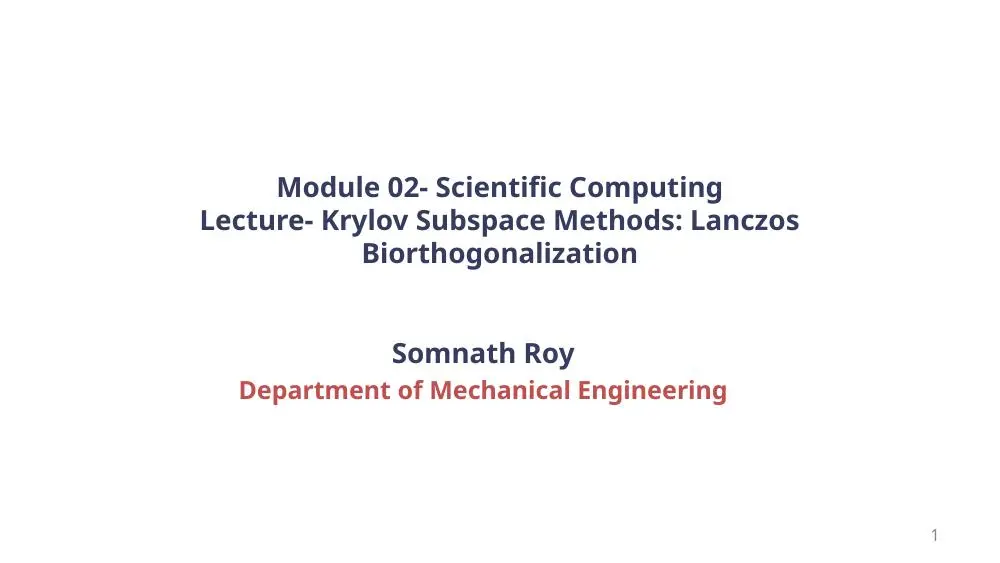 Module 02- Scientific Computing
Lecture- Krylov Subspace Methods: Lanczos
Biorthogonalization
Somnath Roy
Department of Mechanical Engineering
1